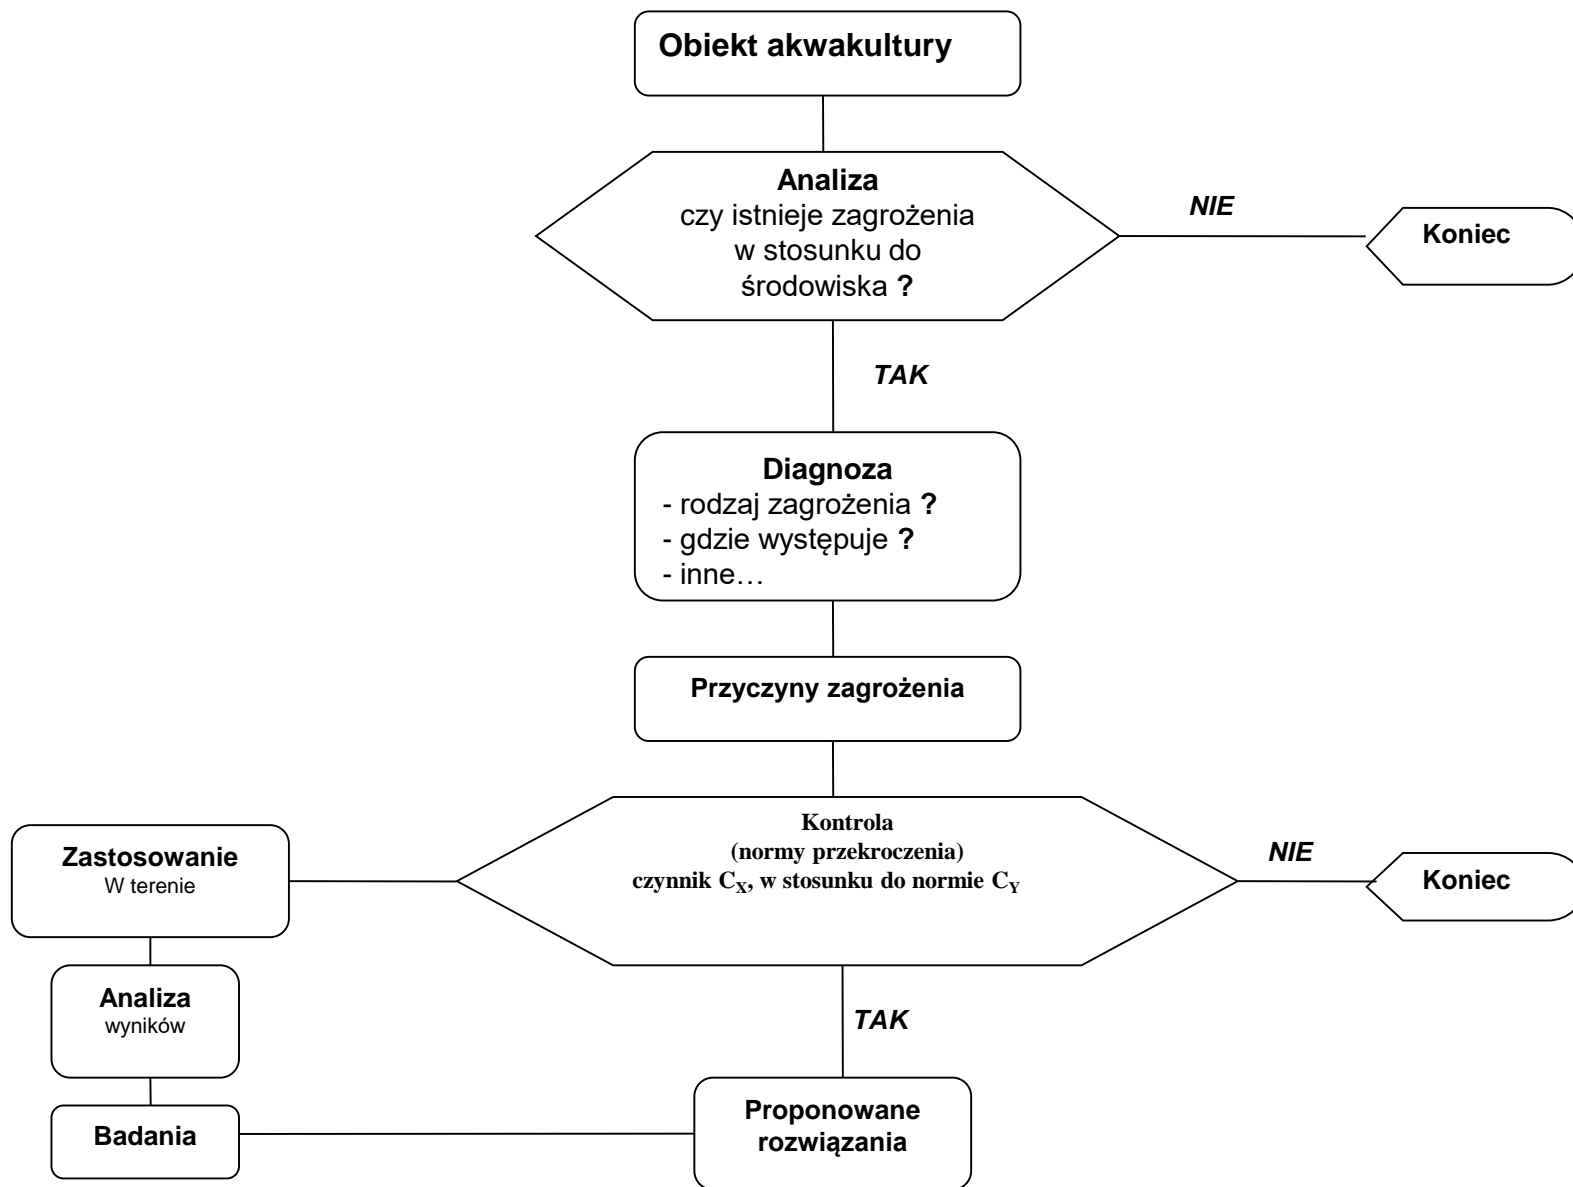 Obiekt akwakultury
Analiza
czy istnieje zagrożenia
w stosunku do
środowiska ?
NIE
Koniec
TAK
Diagnoza
- rodzaj zagrożenia ?
- gdzie występuje ?
- inne…
Przyczyny zagrożenia
Kontrola
(normy przekroczenia)
czynnik CX, w stosunku do normie CY
NIE
Koniec
Zastosowanie
W terenie
Analiza
wyników
TAK
Badania
Proponowane
rozwiązania